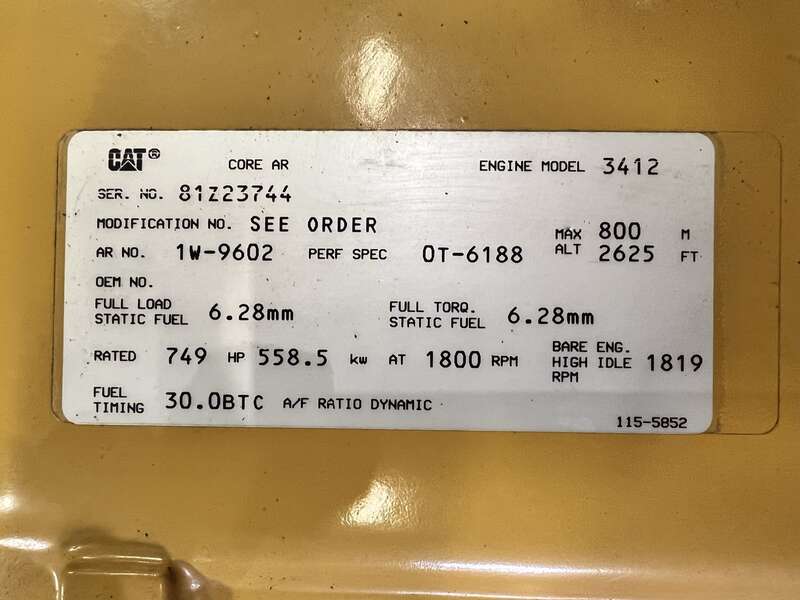 CAT® CORE AR ENGINE MODEL 3412
SER. NO. 81Z23744
MODIFICATION NO. SEE ORDER
AR NO. 1W-9602 PERF SPEC 0T-6188 MAX ALT 800 M 2625 FT
OEM NO.
FULL LOAD STATIC FUEL 6.28mm FULL TORQ. STATIC FUEL 6.28mm
RATED 749 HP 558.5 kw AT 1800 RPM BARE ENG. HIGH IDLE RPM 1819
FUEL TIMING 30.0BTC A/F RATIO DYNAMIC
115-5852